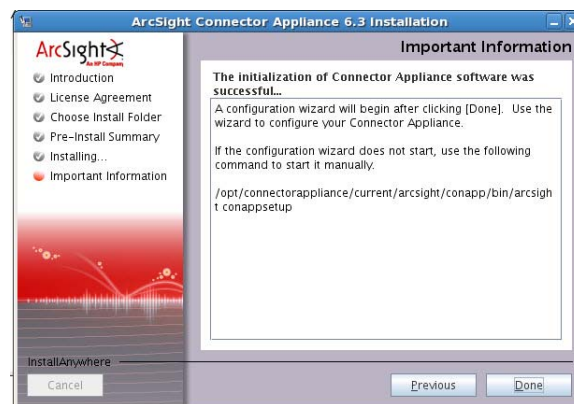 ArcSight Connector Appliance 6.3 Installation
ArcSight
An HP Company
Introduction
License Agreement
Choose Install Folder
Pre-Install Summary
Installing...
Important Information
Important Information
The initialization of Connector Appliance software was
successful...
A configuration wizard will begin after clicking [Done]. Use the
wizard to configure your Connector Appliance.
If the configuration wizard does not start, use the following
command to start it manually.
/opt/connectorappliance/current/arcsight/conapp/bin/arcsigh
t conappsetup
InstallAnywhere
Cancel
Previous
Done